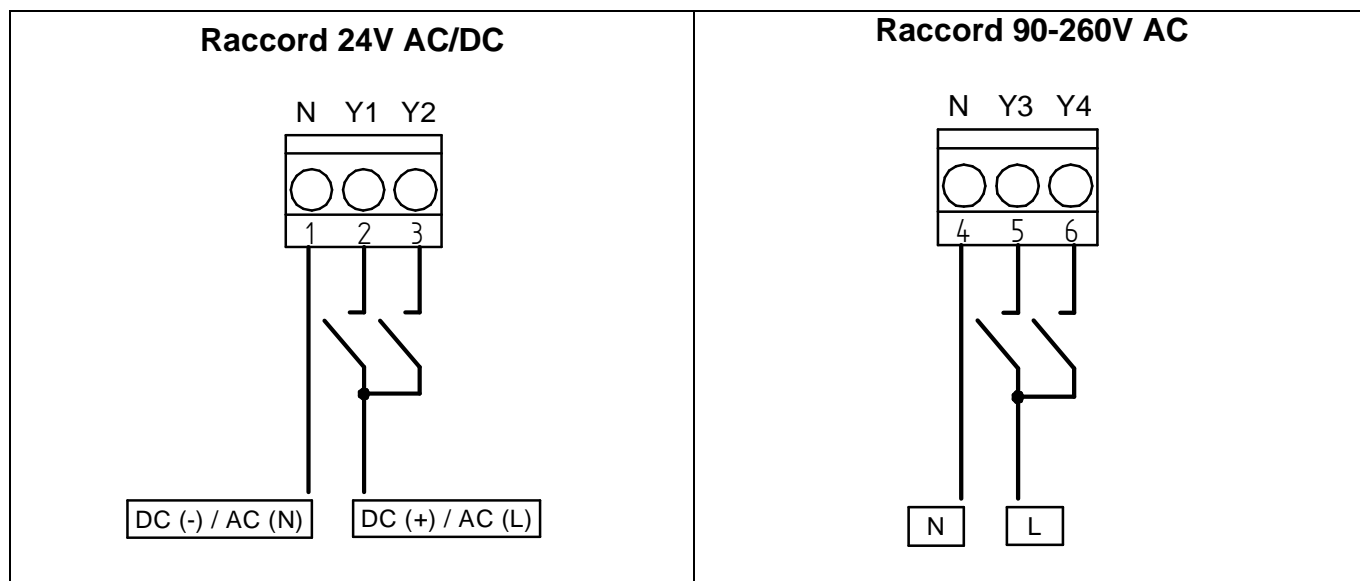 Raccord 24V AC/DC
N Y1 Y2
1 2 3
DC (-) / AC (N) DC (+) / AC (L)
Raccord 90-260V AC
N Y3 Y4
4 5 6
N L